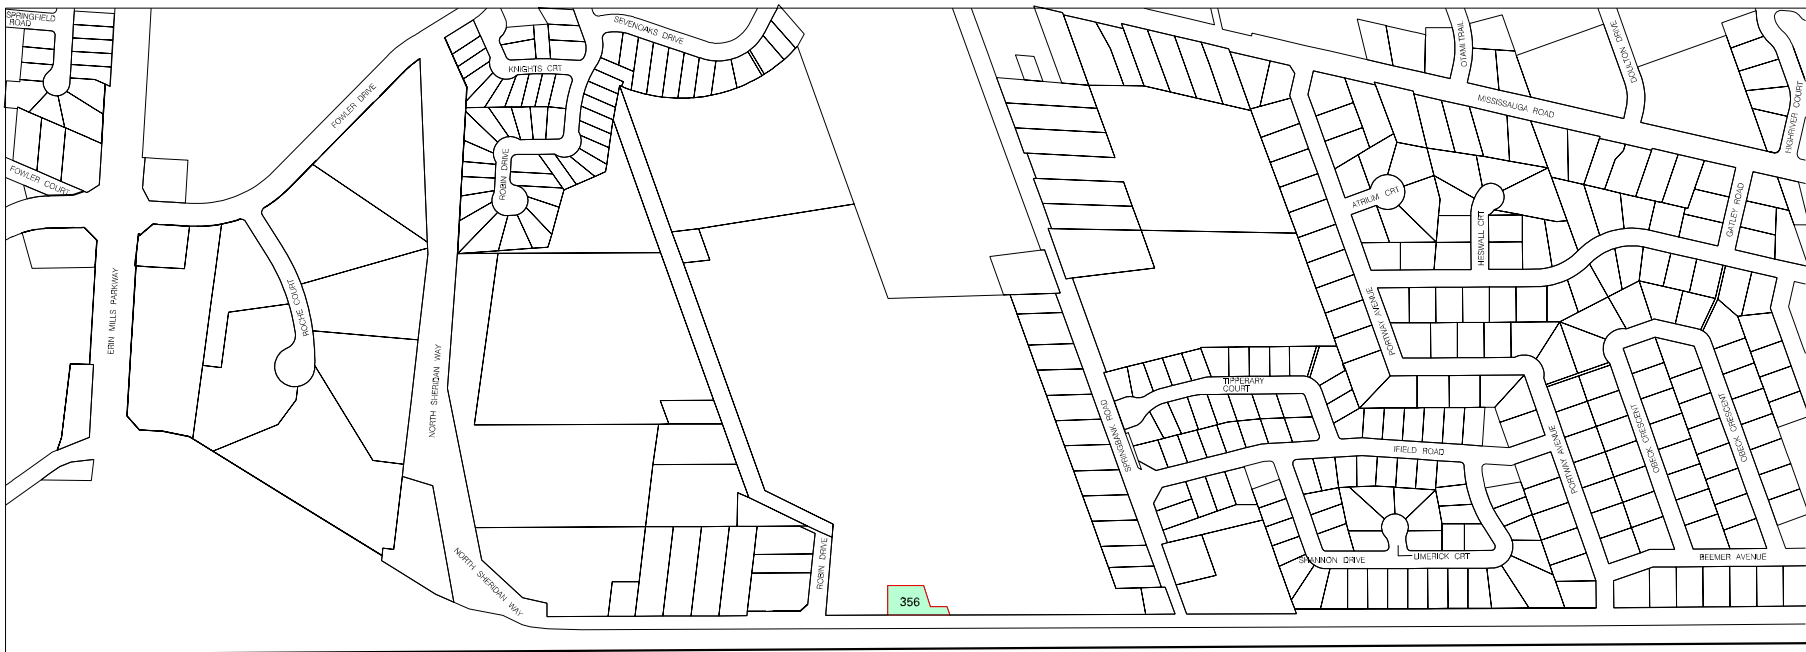 SPRINGFIELD
ROAD
SEVENOAKS DRIVE
OTAMI TRAIL
DOULTON DRIVE
KNIGHTS CRT
FOWLER DRIVE
MISSISSAUGA ROAD
HIGHRIVER COURT
FOWLER COURT
ROBIN DRIVE
ATRIUM CRT
GATLEY ROAD
HESWALL CRT
ERIN MILLS PARKWAY
ROCHE COURT
NORTH SHERIDAN WAY
PORTWAY AVENUE
TIPPERARY
COURT
SPRINGBANK ROAD
IFIELD ROAD
PORTWAY AVENUE
OBECK CRESCENT
OBECK CRESCENT
NORTH SHERIDAN WAY
ROBIN DRIVE
SHANNON DRIVE
LIMERICK CRT
BEEMER AVENUE
356